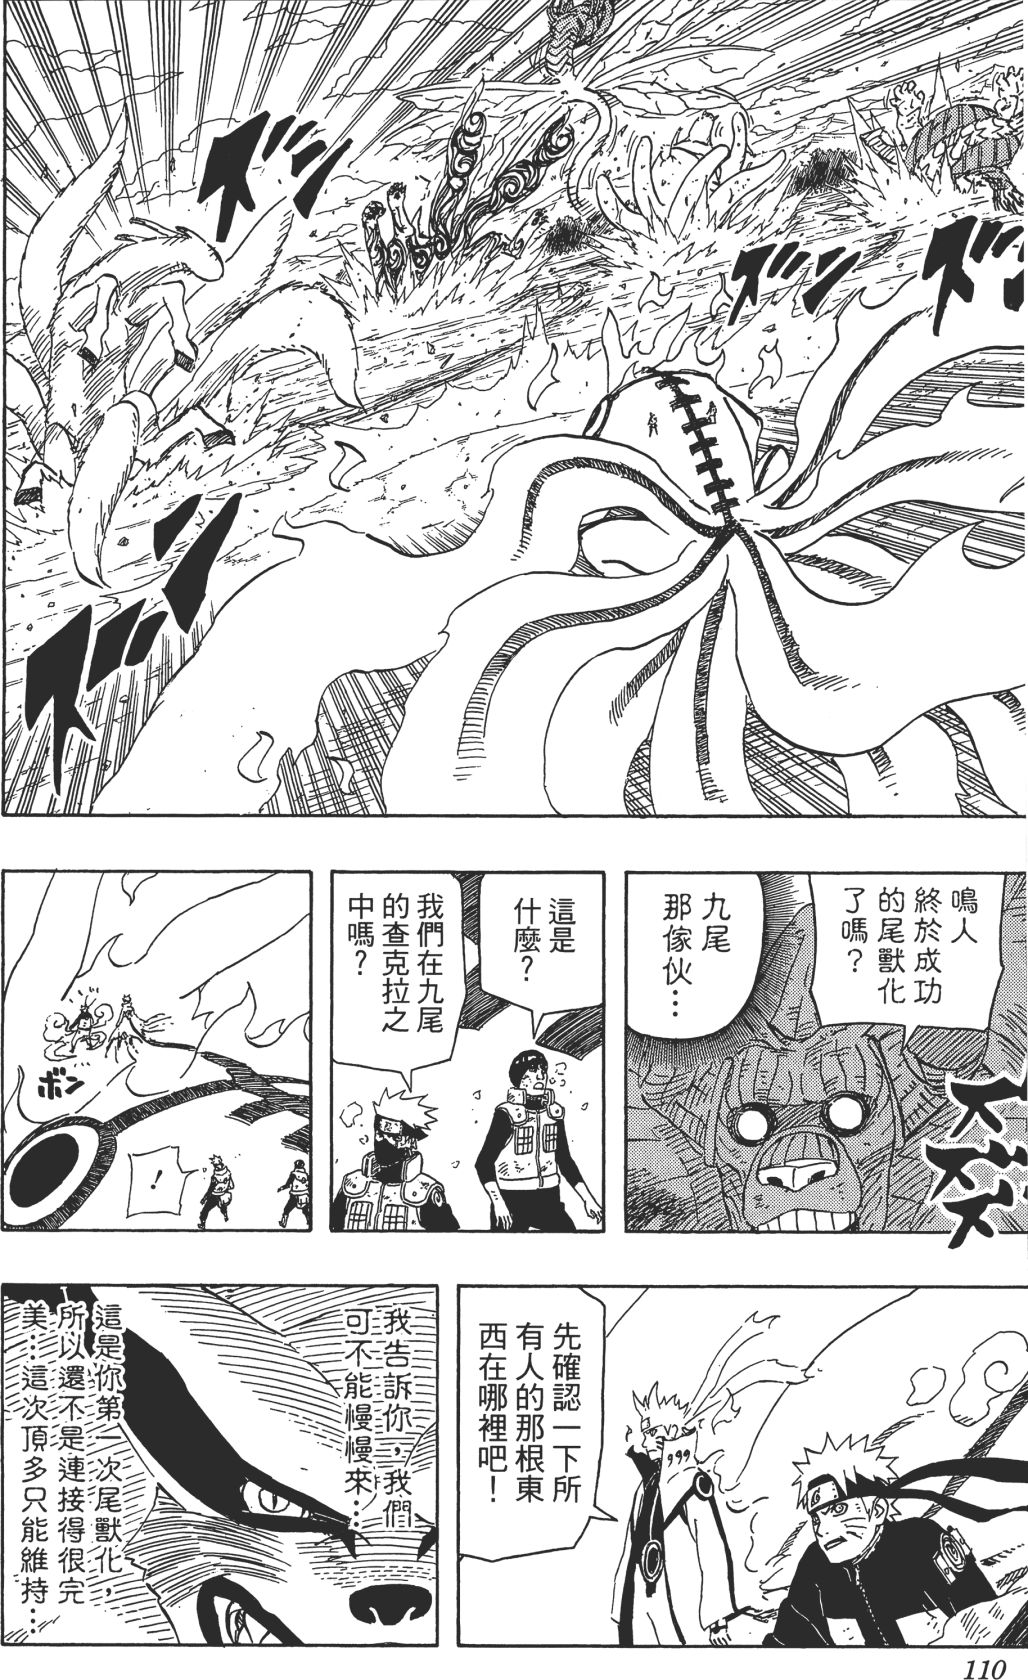 ズン
ズン
ズン
ズズン
鳴人
終於成功
的尾獸化
了嗎？
九尾
那傢伙…
ズズズ
這是
什麼？
我們在九尾
的查克拉之
中嗎？
ボン
！
先確認一下所
有人的那根東
西在哪裡吧！
我告訴你，我們
可不能慢慢來…
這是你第一次尾獸化，
所以還不是連接得很完
美…這次頂多只能維持…
110